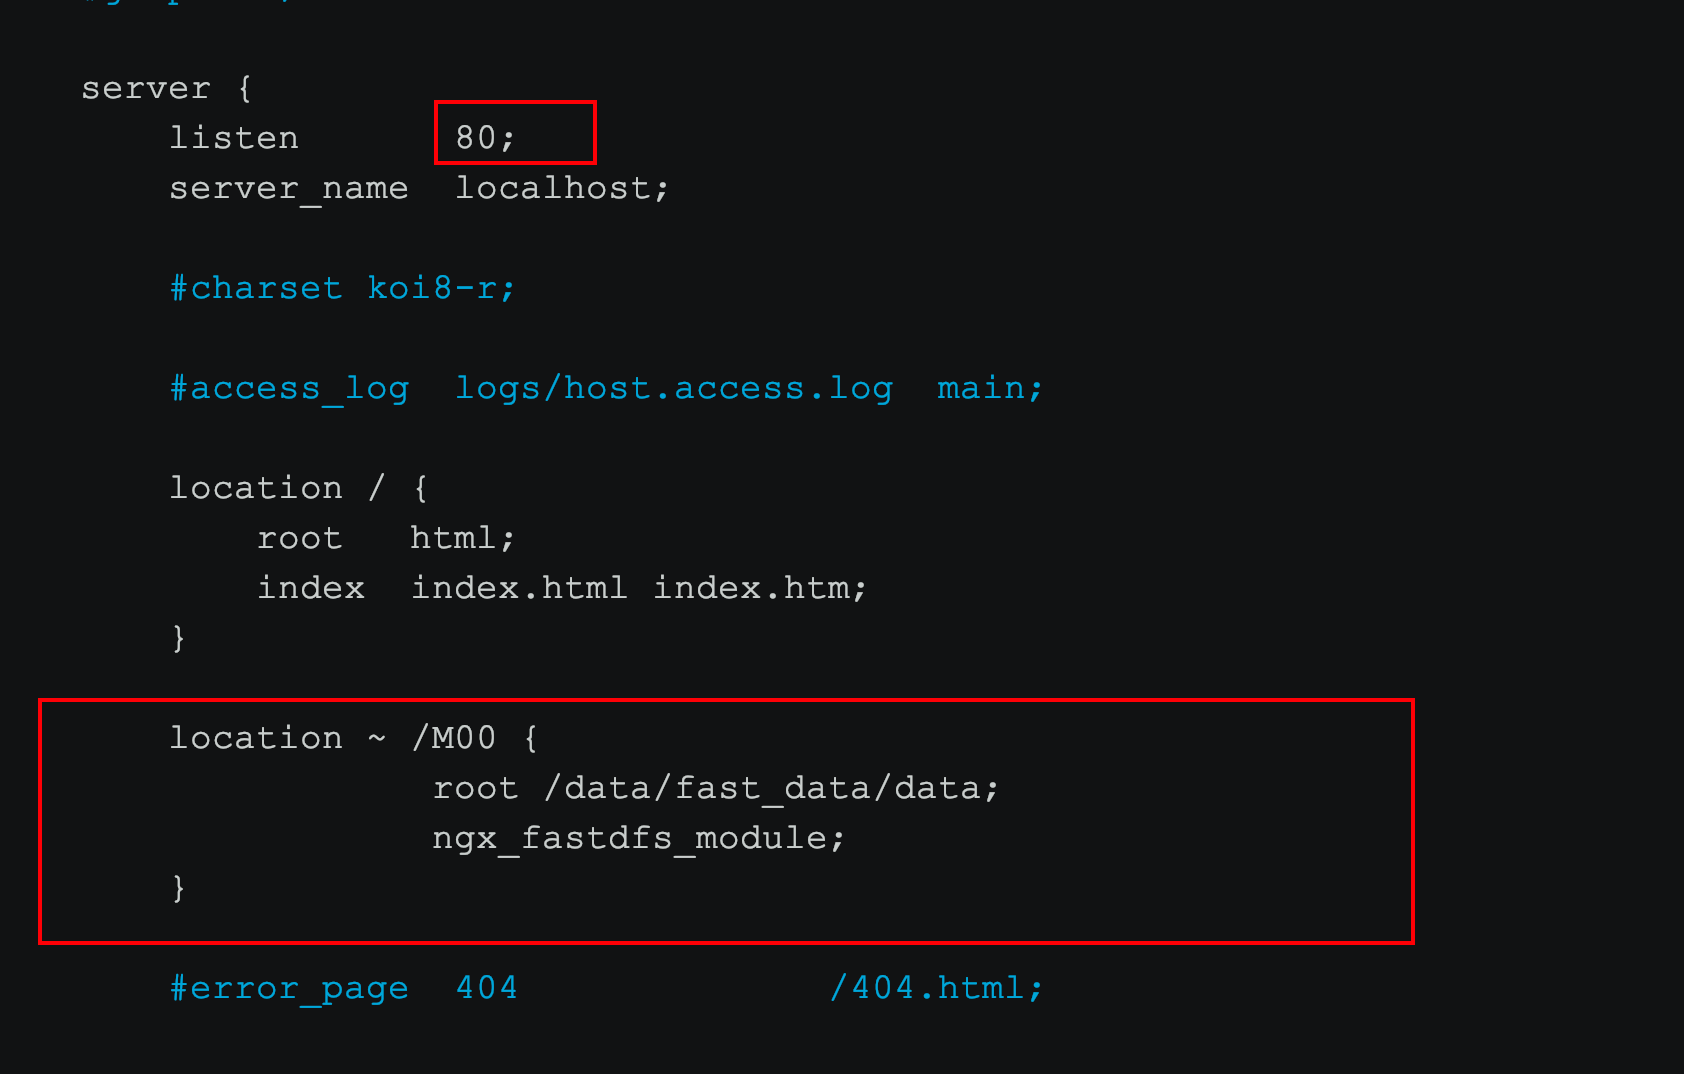 server {
listen 80;
server_name localhost;
#charset koi8-r;
#access_log logs/host.access.log main;
location / {
root html;
index index.html index.htm;
}
location ~ /M00 {
root /data/fast_data/data;
ngx_fastdfs_module;
}
#error_page 404 /404.html;